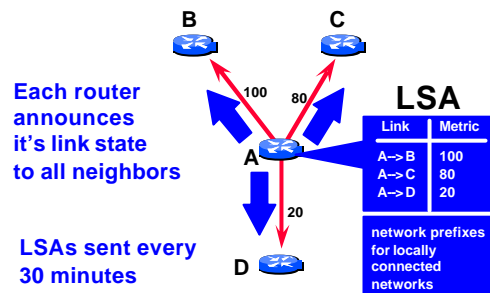 B
C
Each router
announces
it's link state
to all neighbors
100
80
A
LSA
Link Metric
A–>B 100
A–>C 80
A–>D 20
20
network prefixes
for locally
connected
networks
LSAs sent every
30 minutes
D